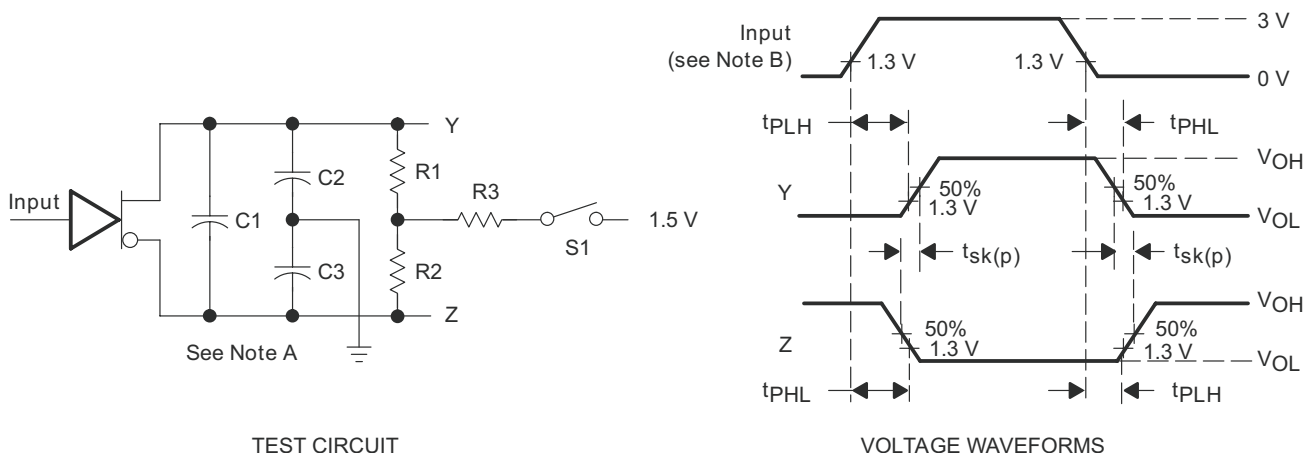 Input
C1
C2
C3
Y
R1
R3
S1
1.5 V
R2
Z
See Note A
TEST CIRCUIT
Input
(see Note B)
1.3 V
1.3 V
3 V
0 V
tPLH
tPHL
Y
50%
1.3 V
50%
1.3 V
VOH
VOL
tsk(p)
tsk(p)
Z
50%
1.3 V
50%
1.3 V
VOH
VOL
tPHL
tPLH
VOLTAGE WAVEFORMS